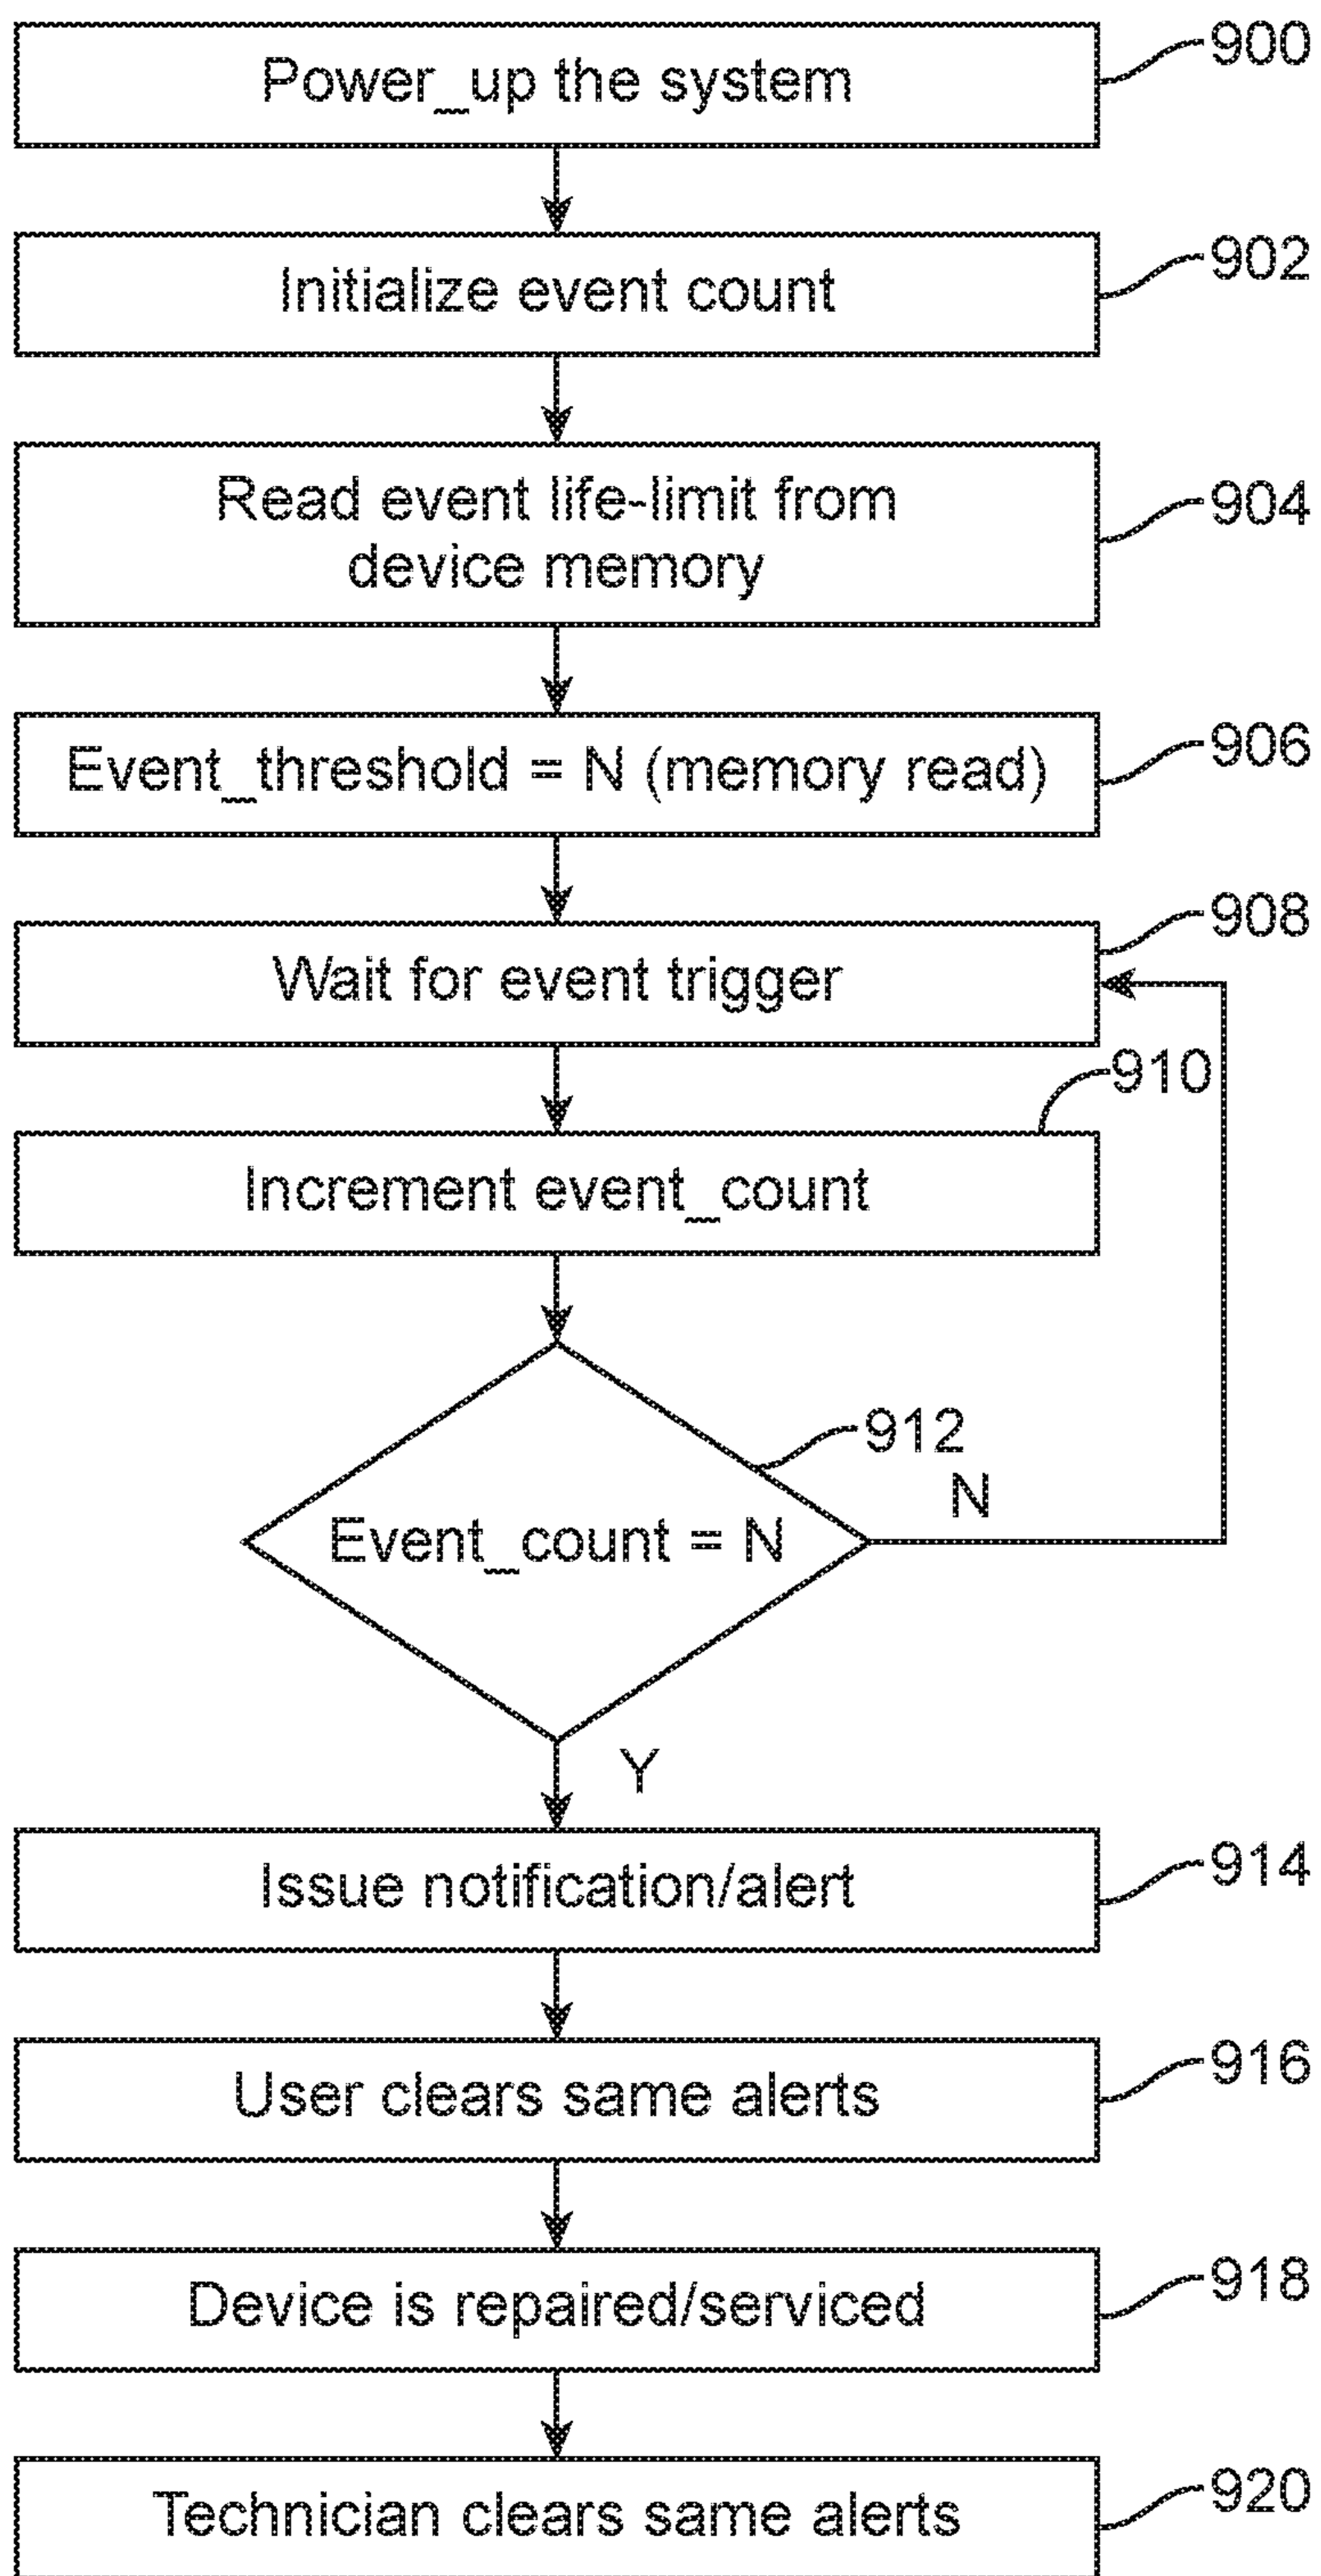 Power_up the system
900
Initialize event count
902
Read event life-limit from
device memory
904
Event_threshold = N (memory read)
906
Wait for event trigger
908
910
Increment event_count
912
N
Event_count = N
Y
Issue notification/alert
914
User clears same alerts
916
Device is repaired/serviced
918
Technician clears same alerts
920